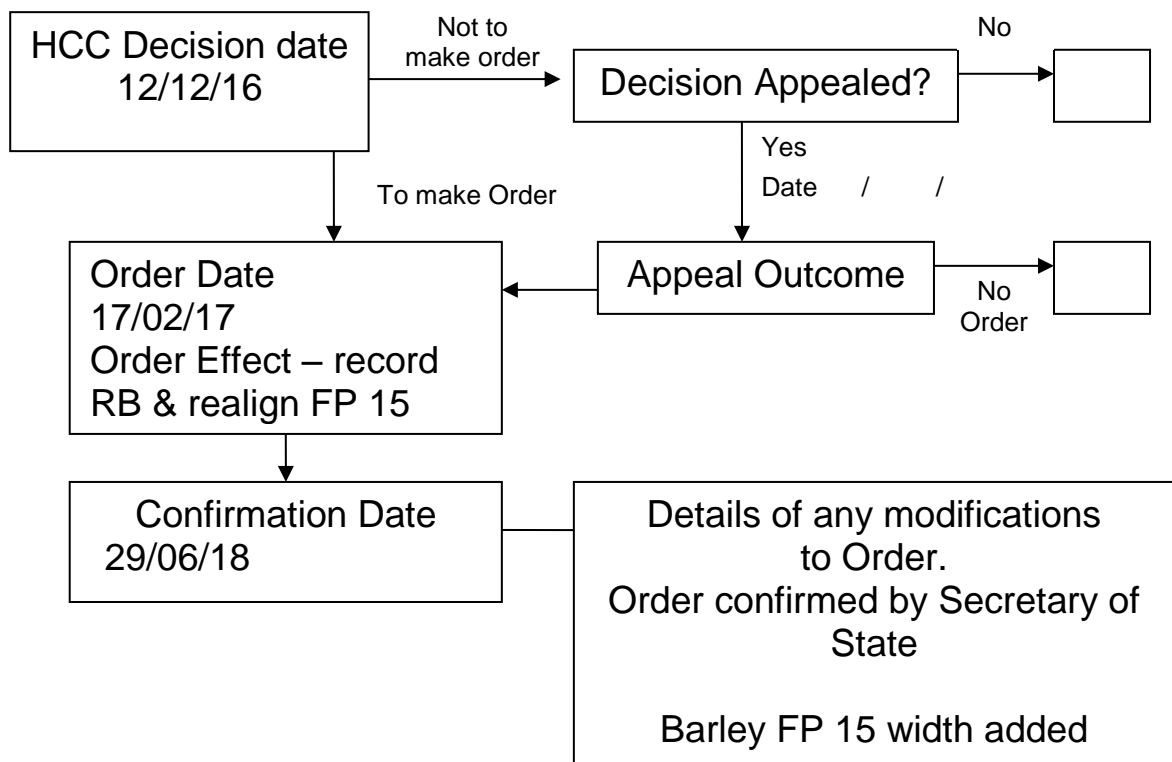 HCC Decision date
12/12/16
Not to
make order
Decision Appealed?
No
Yes
Date / /
To make Order
Order Date
17/02/17
Order Effect – record
RB & realign FP 15
Appeal Outcome
No
Order
Confirmation Date
29/06/18
Details of any modifications
to Order.
Order confirmed by Secretary of
State
Barley FP 15 width added